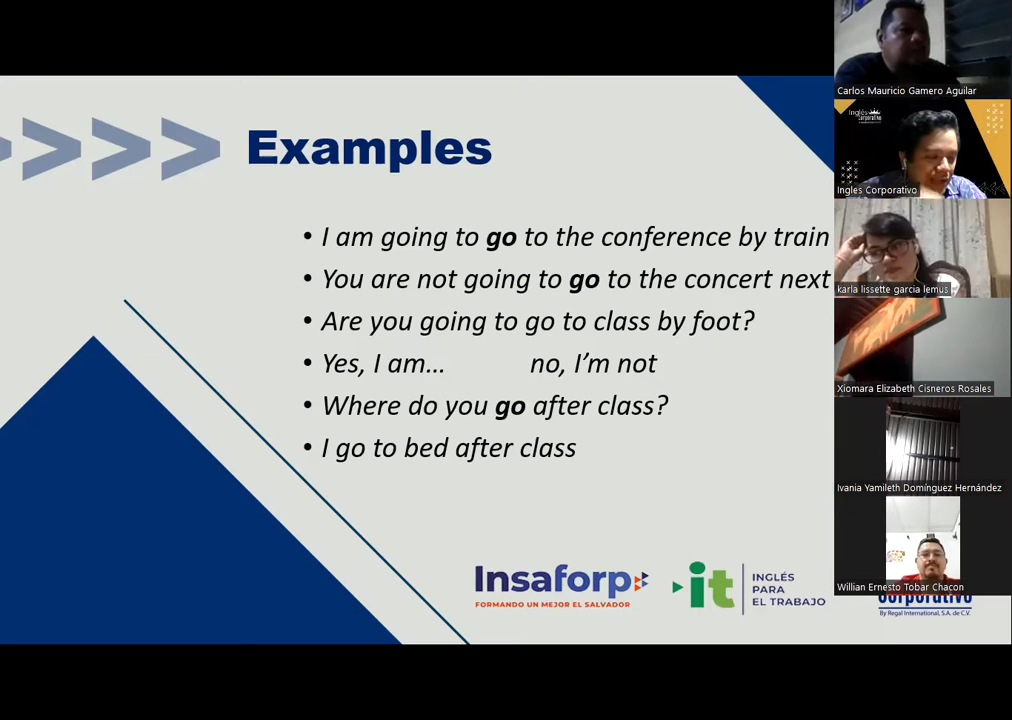 Examples
• I am going to go to the conference by train
• You are not going to go to the concert next
• Are you going to go to class by foot?
• Yes, I am... no, I'm not
• Where do you go after class?
• I go to bed after class
Insaforp
FORMANDO UN MEJOR EL SALVADOR
it
INGLÉS
PARA
EL TRABAJO
Corporativo
By Regal International, S.A. de C.V.
Carlos Mauricio Gamero Aguilar
Inglés
Corporativo
Ingles Corporativo
karla lissette garcia lemus
Xiomara Elizabeth Cisneros Rosales
Ivania Yamileth Domínguez Hernández
Willian Ernesto Tobar Chacon